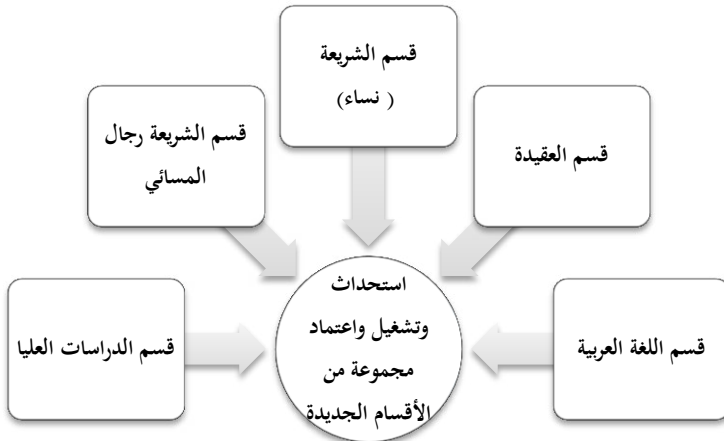 قسم الشريعة
( نساء)
قسم الشريعة رجال
المسائي
قسم العقيدة
قسم الدراسات العليا
استحداث
وتشغيل واعتماد
مجموعة من
الأقسام الجديدة
قسم اللغة العربية